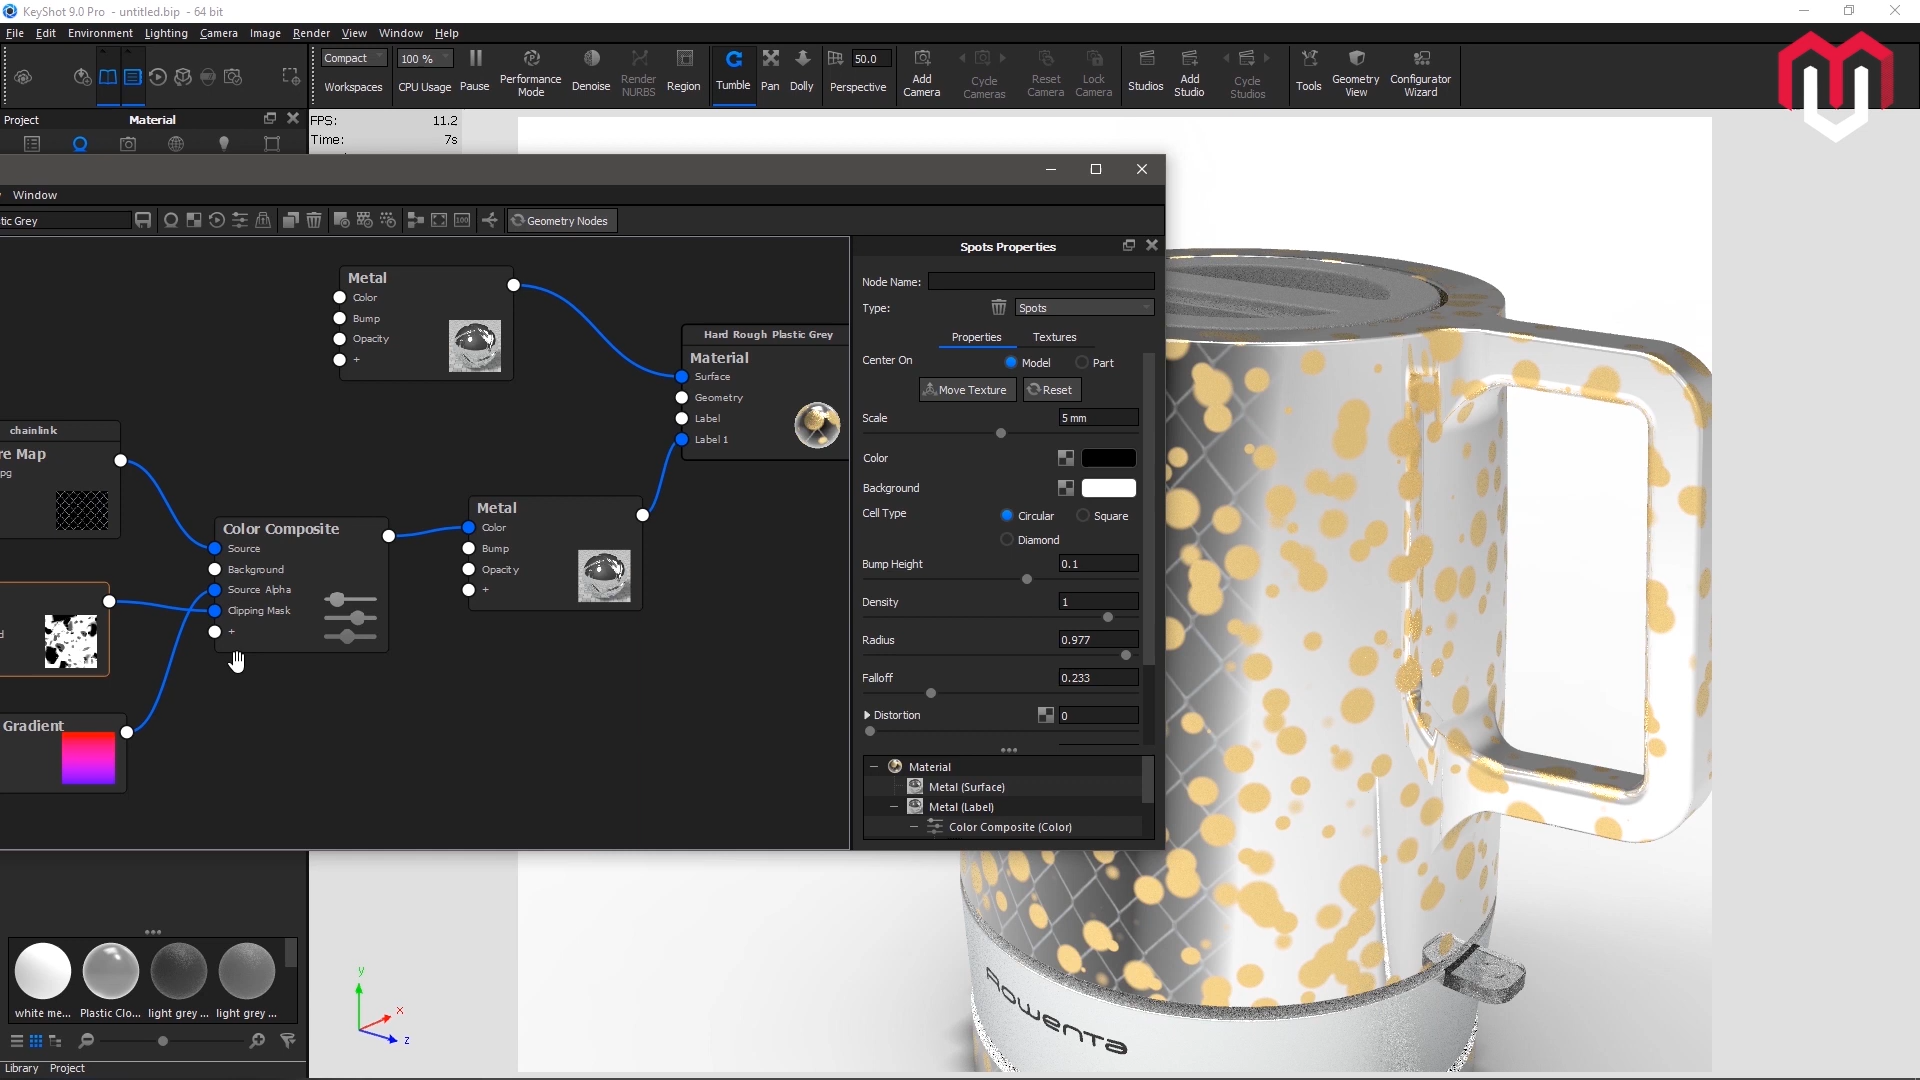 KeyShot 9.0 Pro - untitled.bip - 64 bit
File Edit Environment Lighting Camera Image Render View Window Help
Compact
Workspaces
100 %
CPU Usage
Pause
Performance
Mode
Denoise
Render
NURBS
Region
Tumble
Pan
Dolly
50.0
Perspective
Add
Camera
Cycle
Cameras
Reset
Camera
Lock
Camera
Studios
Add
Studio
Cycle
Studios
Tools
Geometry
View
Configurator
Wizard
Project
Material
FPS: 11.2
Time: 7s
Window
tic Grey
Geometry Nodes
Metal
Color
Bump
Opacity
+
Hard Rough Plastic Grey
Material
Surface
Geometry
Label
Label 1
chainlink
re Map
pg
Color Composite
Source
Background
Source Alpha
Clipping Mask
+
Metal
Color
Bump
Opacity
+
d
Gradient
Spots Properties
Node Name:
Type: Spots
Properties Textures
Center On Model Part
Move Texture Reset
Scale 5 mm
Color
Background
Cell Type Circular Square
Diamond
Bump Height 0.1
Density 1
Radius 0.977
Falloff 0.233
Distortion 0
Material
Metal (Surface)
Metal (Label)
Color Composite (Color)
white me... Plastic Clo... light grey ... light grey ...
Library Project
y
x
z
Rowenta